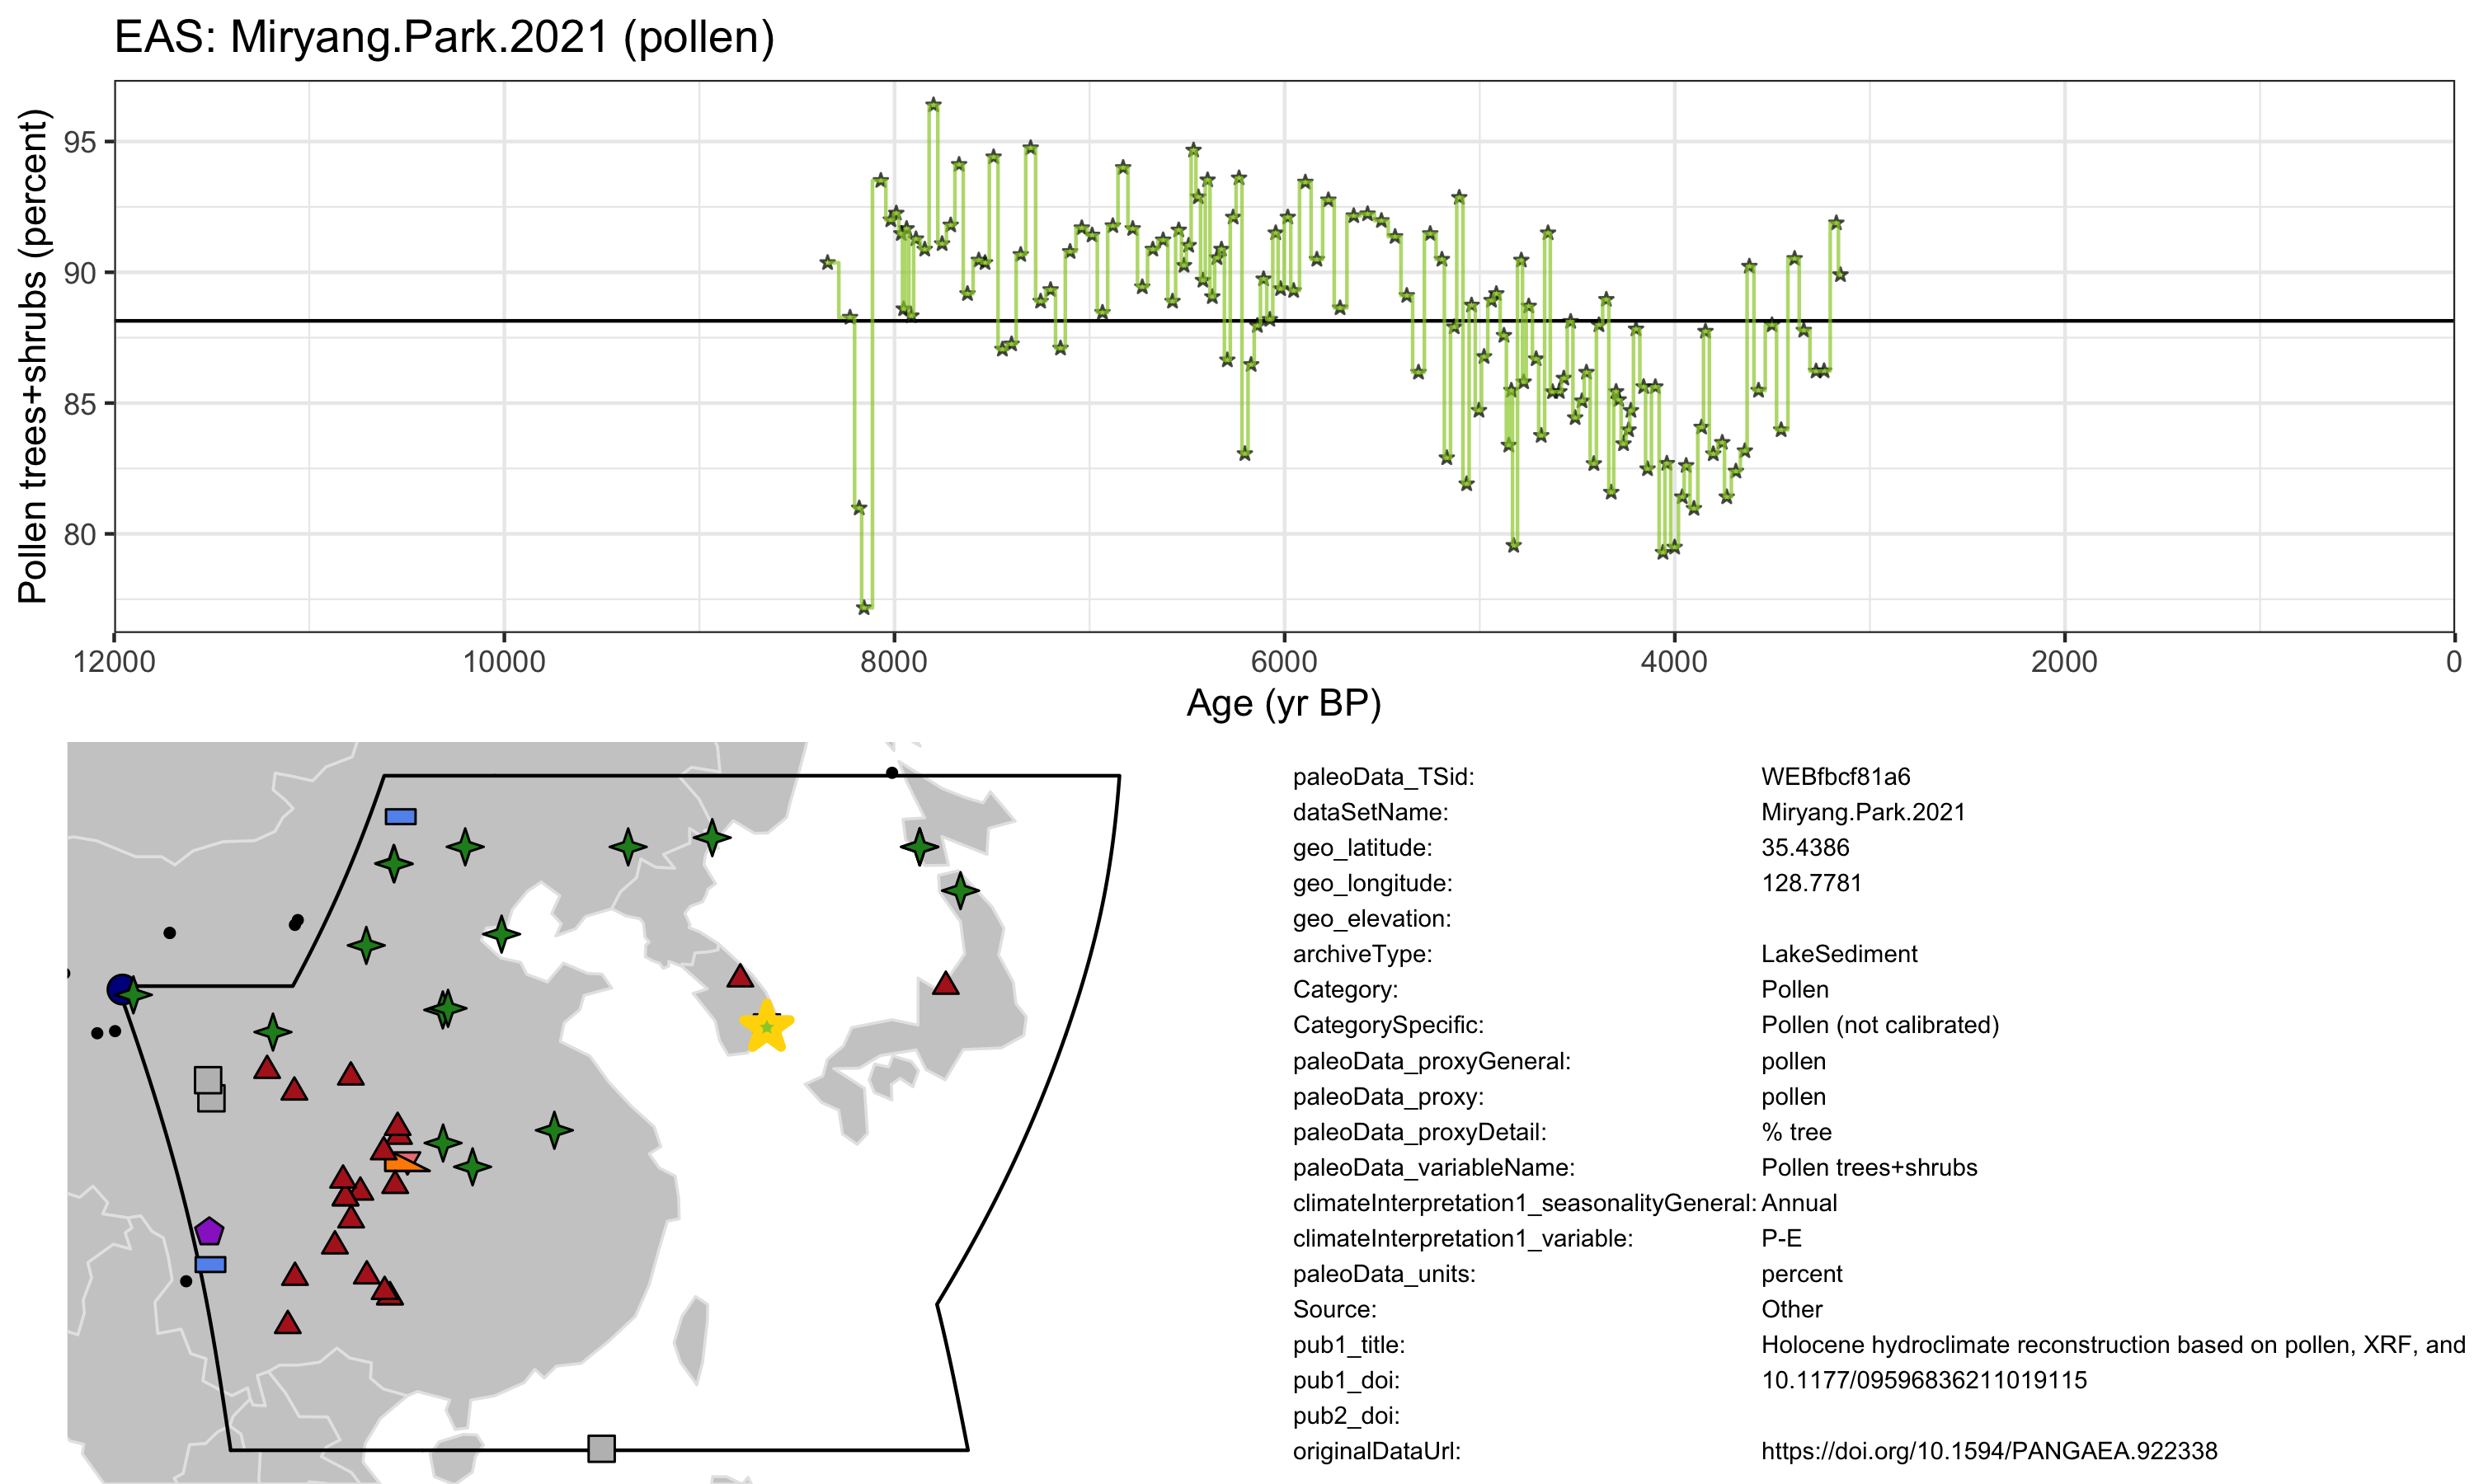 EAS: Miryang.Park.2021 (pollen)
Pollen trees+shrubs (percent)
95
90
85
80
12000 10000 8000 6000 4000 2000 0
Age (yr BP)
paleoData_TSid: WEBfbcf81a6
dataSetName: Miryang.Park.2021
geo_latitude: 35.4386
geo_longitude: 128.7781
geo_elevation:
archiveType: LakeSediment
Category: Pollen
CategorySpecific: Pollen (not calibrated)
paleoData_proxyGeneral: pollen
paleoData_proxy: pollen
paleoData_proxyDetail: % tree
paleoData_variableName: Pollen trees+shrubs
climateInterpretation1_seasonalityGeneral: Annual
climateInterpretation1_variable: P-E
paleoData_units: percent
Source: Other
pub1_title: Holocene hydroclimate reconstruction based on pollen, XRF, and
pub1_doi: 10.1177/09596836211019115
pub2_doi:
originalDataUrl: https://doi.org/10.1594/PANGAEA.922338